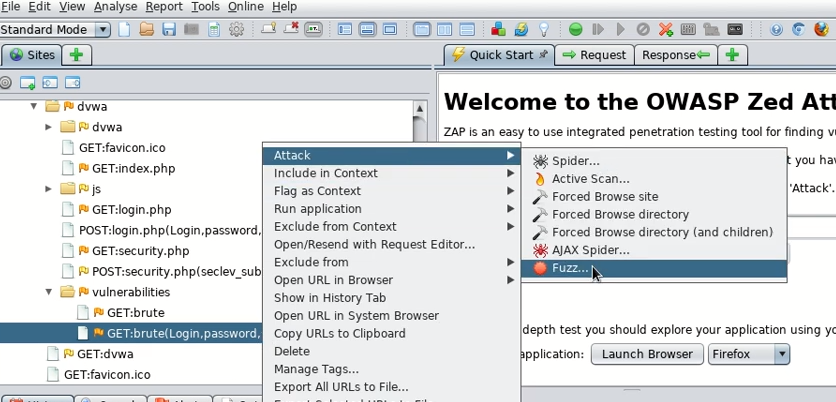 File Edit View Analyse Report Tools Online Help
Standard Mode
Sites
Quick Start
Request
Response
dvwa
dvwa
GET:favicon.ico
GET:index.php
js
GET:login.php
POST:login.php(Login,password,
GET:security.php
POST:security.php(seclev_sub
vulnerabilities
GET:brute
GET:brute(Login,password,
GET:dvwa
GET:favicon.ico
Attack
Include in Context
Flag as Context
Run application
Exclude from Context
Open/Resend with Request Editor...
Exclude from
Open URL in Browser
Show in History Tab
Open URL in System Browser
Copy URLs to Clipboard
Delete
Manage Tags...
Export All URLs to File...
Spider...
Active Scan...
Forced Browse site
Forced Browse directory
Forced Browse directory (and children)
AJAX Spider...
Fuzz...
Welcome to the OWASP Zed Att
ZAP is an easy to use integrated penetration testing tool for finding vu
t you hav
'Attack'.
depth test you should explore your application using yo
application: Launch Browser Firefox